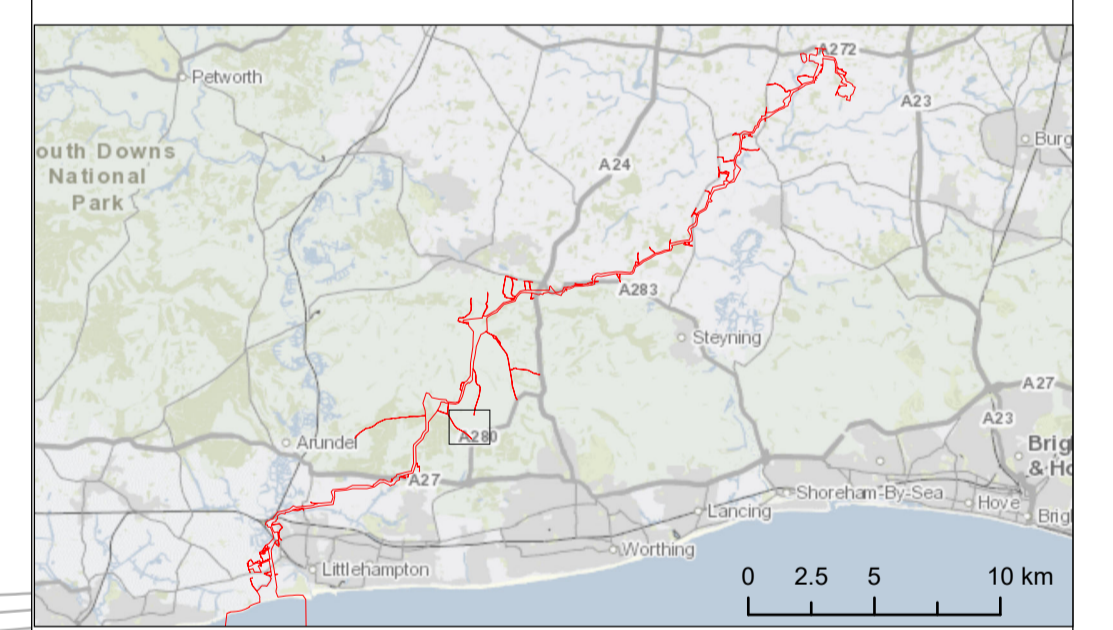 A272
Petworth
A23
Burg
outh Downs
National
Park
A24
A283
Steyning
A27
A23
Arundel
A280
Brig
& Ho
A27
Shoreham-By-Sea
Hove
Lancing
Brigl
Worthing
Littlehampton
0 2.5 5 10 km